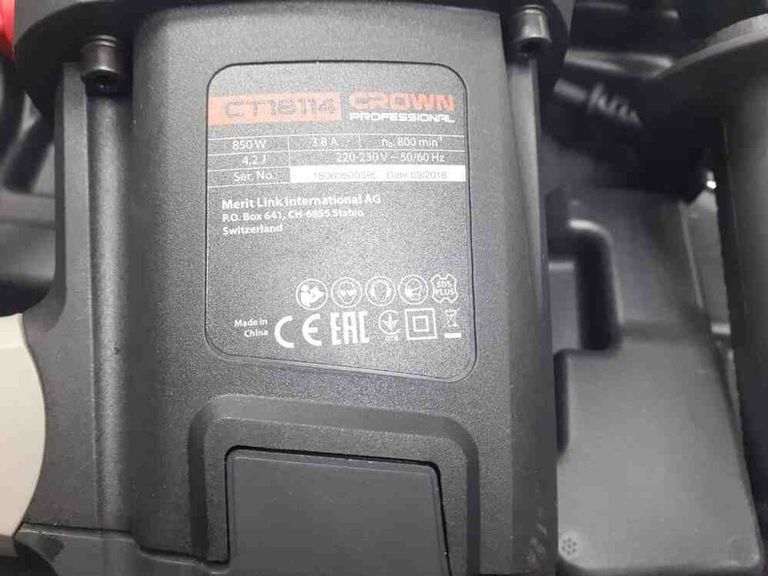 CT18114 CROWN
PROFESSIONAL
850 W 3.8 A n₀: 800 min⁻¹
4,2 J 220-230 V ~ 50/60 Hz
Ser. No.: Date 09/2018
Merit Link International AG
P.O. Box 641, CH-6855 Stabio
Switzerland
SDS
PLUS
Made in
China
CE EAC